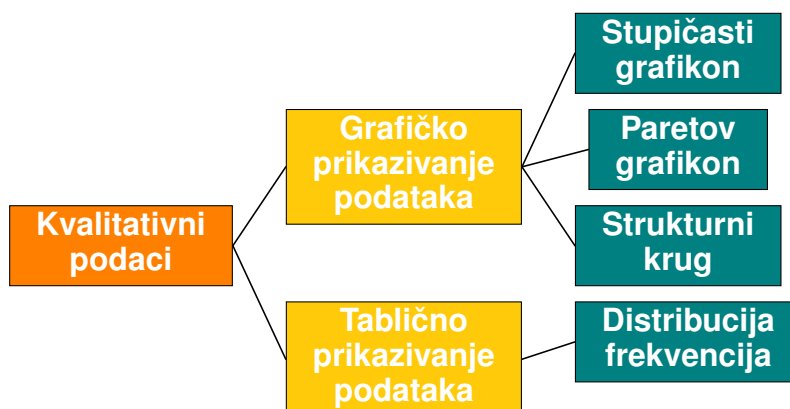 Kvalitativni
podaci
Grafičko
prikazivanje
podataka
Tablično
prikazivanje
podataka
Stupičasti
grafikon
Paretov
grafikon
Strukturni
krug
Distribucija
frekvencija